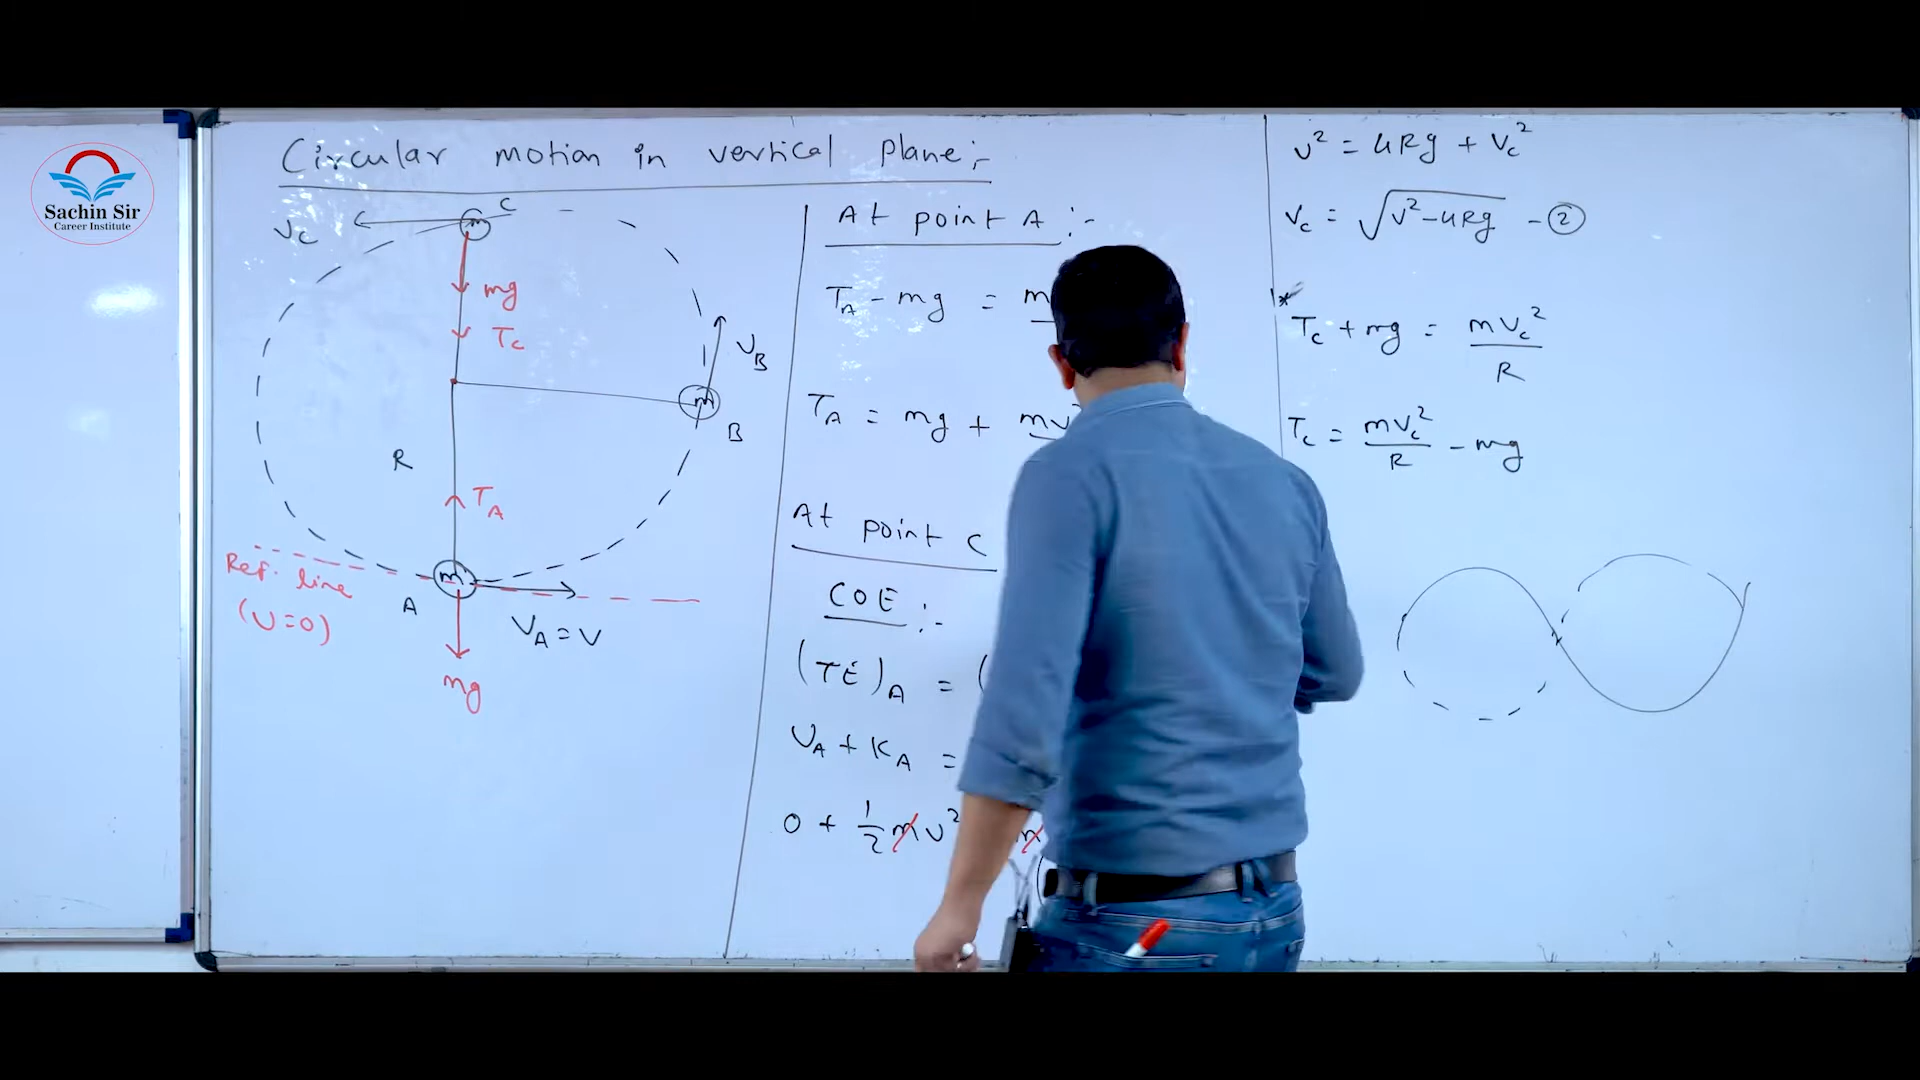 Sachin Sir
Career Institute
Circular motion in vertical plane :-
C
Vc
m
mg
Tc
VB
m
B
R
TA
Ref. line
(U=0)
m
A
VA = V
mg
At point A :-
TA - mg = m
TA = mg + mv
At point C
COE :-
(TE)A = (
UA + KA =
0 + 1/2 mv² m
v² = 4Rg + Vc²
Vc = √(v² - 4Rg) - ②
*
Tc + mg = mVc²/R
Tc = mVc²/R - mg